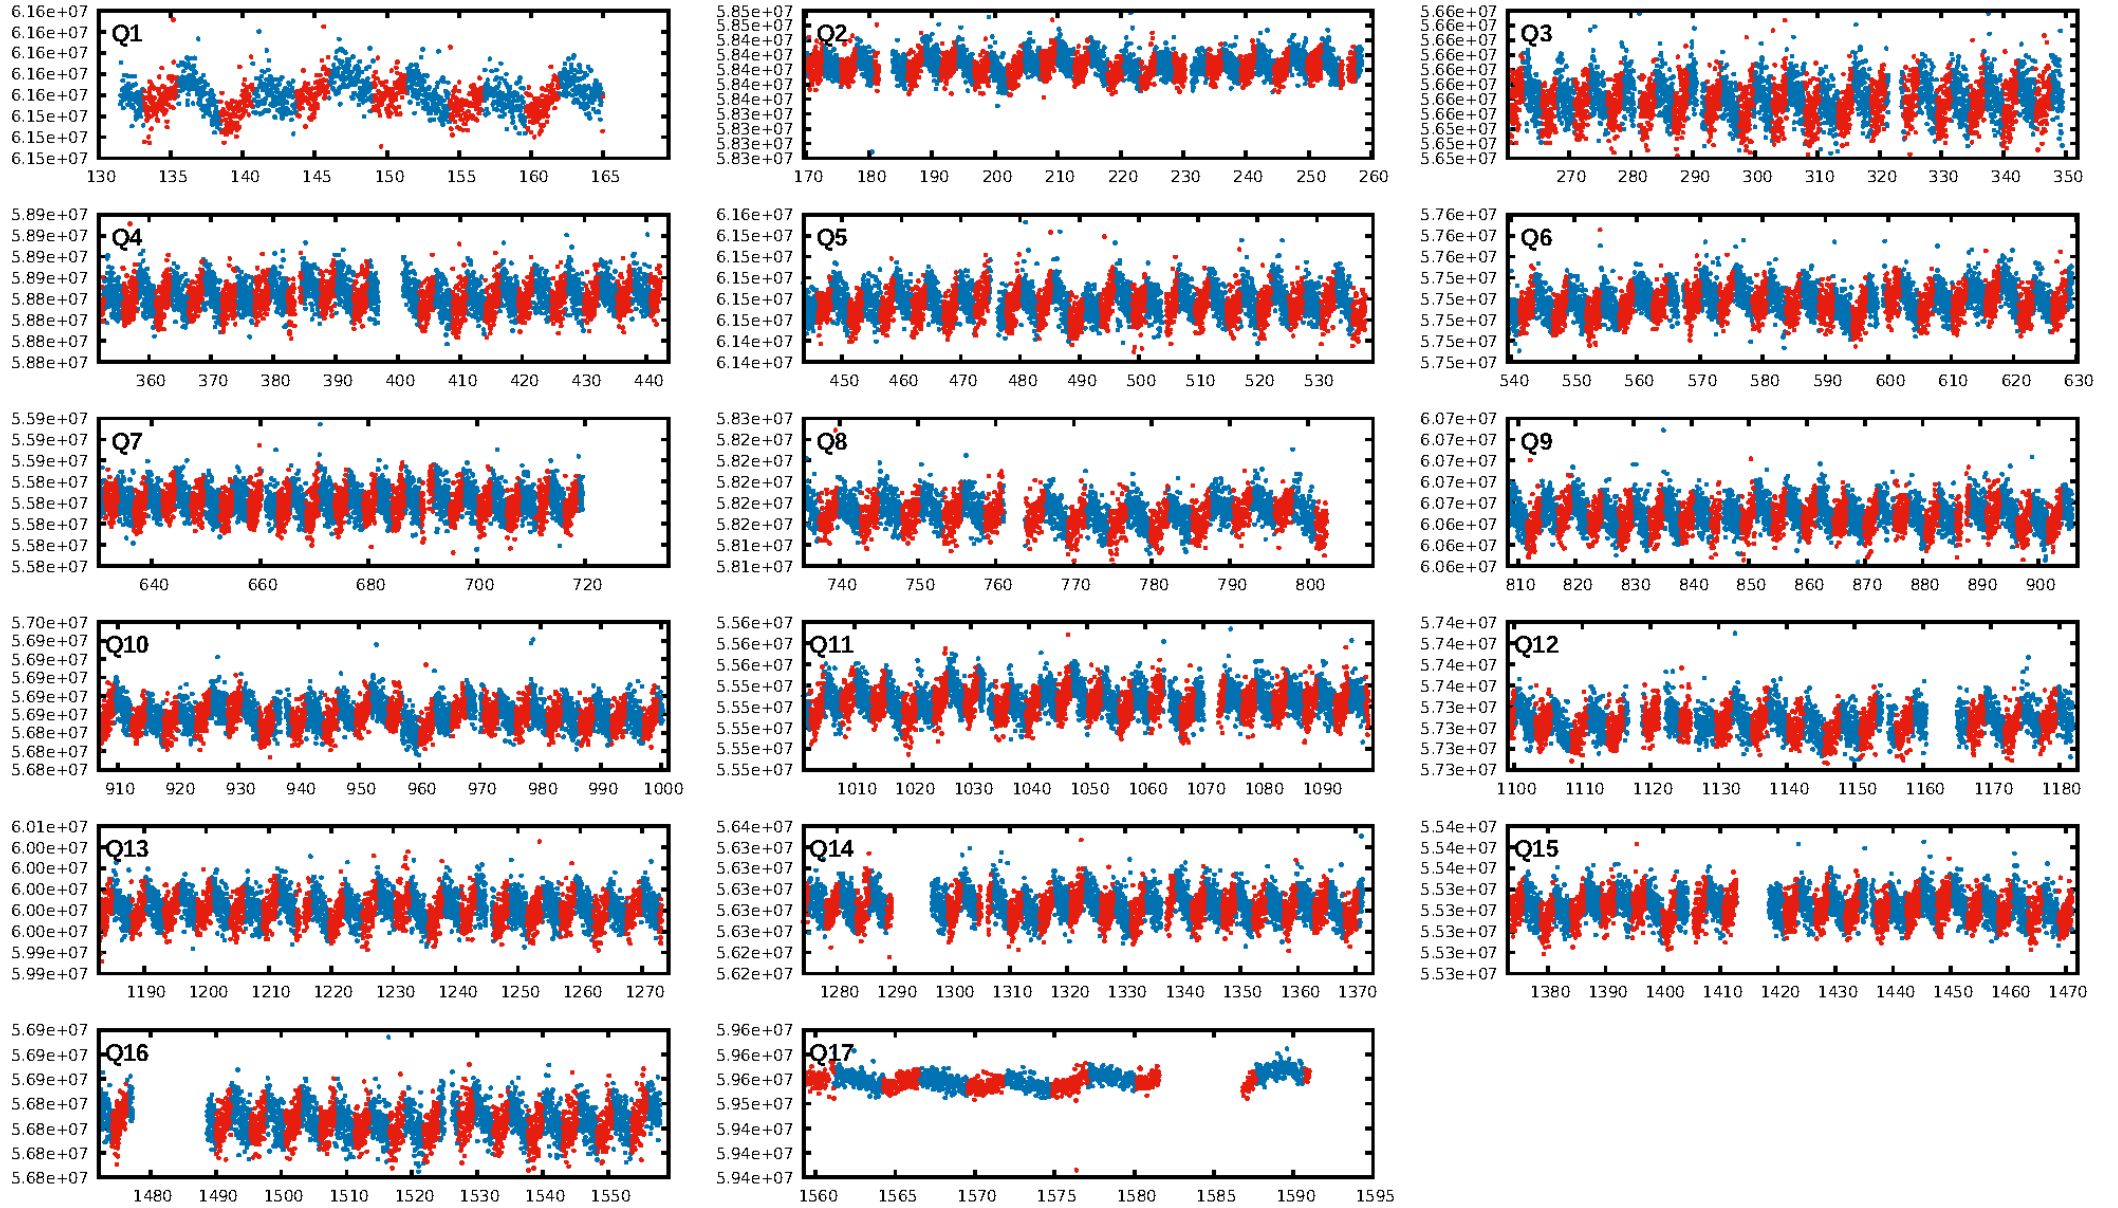 6.16e+07 6.16e+07 6.16e+07 6.16e+07 6.16e+07 6.15e+07 6.15e+07 6.15e+07
Q1
130 135 140 145 150 155 160 165
5.85e+07 5.85e+07 5.84e+07 5.84e+07 5.84e+07 5.84e+07 5.84e+07 5.83e+07 5.83e+07 5.83e+07
Q2
170 180 190 200 210 220 230 240 250 260
5.66e+07 5.66e+07 5.66e+07 5.66e+07 5.66e+07 5.66e+07 5.66e+07 5.66e+07 5.65e+07 5.65e+07 5.65e+07
Q3
270 280 290 300 310 320 330 340 350
5.89e+07 5.89e+07 5.89e+07 5.89e+07 5.88e+07 5.88e+07 5.88e+07 5.88e+07
Q4
360 370 380 390 400 410 420 430 440
6.16e+07 6.15e+07 6.15e+07 6.15e+07 6.15e+07 6.15e+07 6.14e+07 6.14e+07
Q5
450 460 470 480 490 500 510 520 530
5.76e+07 5.76e+07 5.76e+07 5.75e+07 5.75e+07 5.75e+07 5.75e+07 5.75e+07
Q6
540 550 560 570 580 590 600 610 620 630
5.59e+07 5.59e+07 5.59e+07 5.58e+07 5.58e+07 5.58e+07 5.58e+07 5.58e+07
Q7
640 660 680 700 720
5.83e+07 5.82e+07 5.82e+07 5.82e+07 5.82e+07 5.82e+07 5.81e+07 5.81e+07
Q8
740 750 760 770 780 790 800
6.07e+07 6.07e+07 6.07e+07 6.07e+07 6.07e+07 6.06e+07 6.06e+07 6.06e+07
Q9
810 820 830 840 850 860 870 880 890 900
5.70e+07 5.69e+07 5.69e+07 5.69e+07 5.69e+07 5.69e+07 5.68e+07 5.68e+07 5.68e+07
Q10
910 920 930 940 950 960 970 980 990 1000
5.56e+07 5.56e+07 5.56e+07 5.55e+07 5.55e+07 5.55e+07 5.55e+07 5.55e+07
Q11
1010 1020 1030 1040 1050 1060 1070 1080 1090
5.74e+07 5.74e+07 5.74e+07 5.74e+07 5.73e+07 5.73e+07 5.73e+07 5.73e+07
Q12
1100 1110 1120 1130 1140 1150 1160 1170 1180
6.01e+07 6.00e+07 6.00e+07 6.00e+07 6.00e+07 6.00e+07 5.99e+07 5.99e+07
Q13
1190 1200 1210 1220 1230 1240 1250 1260 1270
5.64e+07 5.63e+07 5.63e+07 5.63e+07 5.63e+07 5.63e+07 5.62e+07 5.62e+07
Q14
1280 1290 1300 1310 1320 1330 1340 1350 1360 1370
5.54e+07 5.54e+07 5.54e+07 5.53e+07 5.53e+07 5.53e+07 5.53e+07 5.53e+07
Q15
1380 1390 1400 1410 1420 1430 1440 1450 1460 1470
5.69e+07 5.69e+07 5.69e+07 5.68e+07 5.68e+07 5.68e+07 5.68e+07
Q16
1480 1490 1500 1510 1520 1530 1540 1550
5.96e+07 5.96e+07 5.96e+07 5.95e+07 5.94e+07 5.94e+07 5.94e+07
Q17
1560 1565 1570 1575 1580 1585 1590 1595